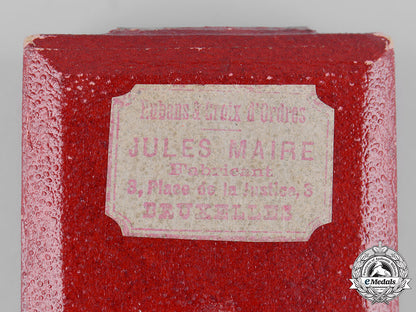 Rubans & Croix d'Ordres
JULES MAIRE
Fabricant
3, Place de la Justice, 3
BRUXELLES
eMedals